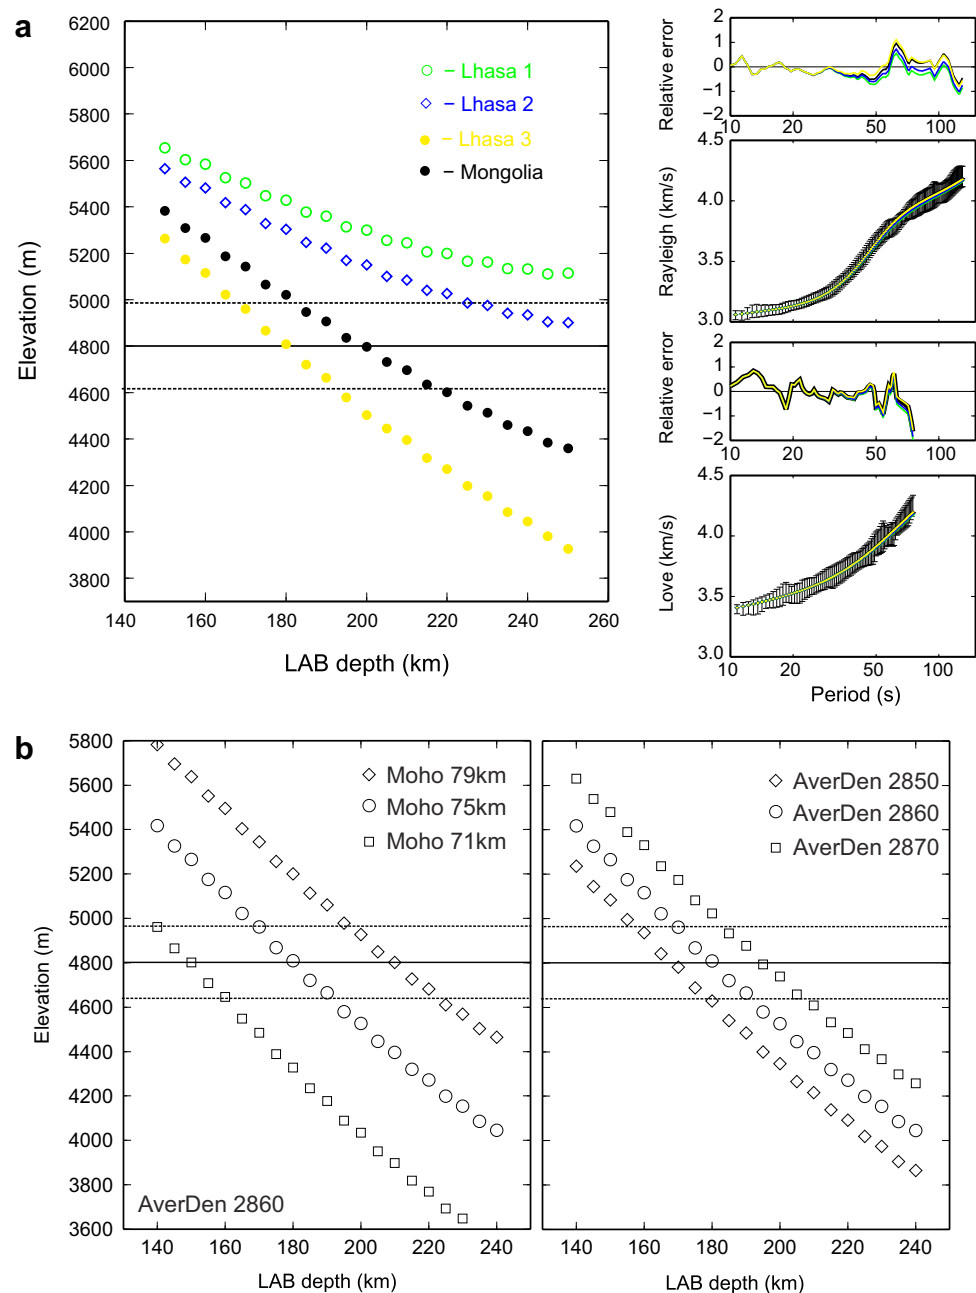 a
6200
6000
5800
5600
5400
5200
5000
4800
4600
4400
4200
4000
3800
Elevation (m)
– Lhasa 1
– Lhasa 2
– Lhasa 3
– Mongolia
140 160 180 200 220 240 260
LAB depth (km)
2
1
0
−1
−2
Relative error
10 20 50 100
4.5
4.0
3.5
3.0
Rayleigh (km/s)
2
1
0
−1
−2
Relative error
10 20 50 100
4.5
4.0
3.5
3.0
Love (km/s)
10 20 50 100
Period (s)
b
5800
5600
5400
5200
5000
4800
4600
4400
4200
4000
3800
3600
Elevation (m)
Moho 79km
Moho 75km
Moho 71km
AverDen 2860
140 160 180 200 220 240
LAB depth (km)
AverDen 2850
AverDen 2860
AverDen 2870
140 160 180 200 220 240
LAB depth (km)